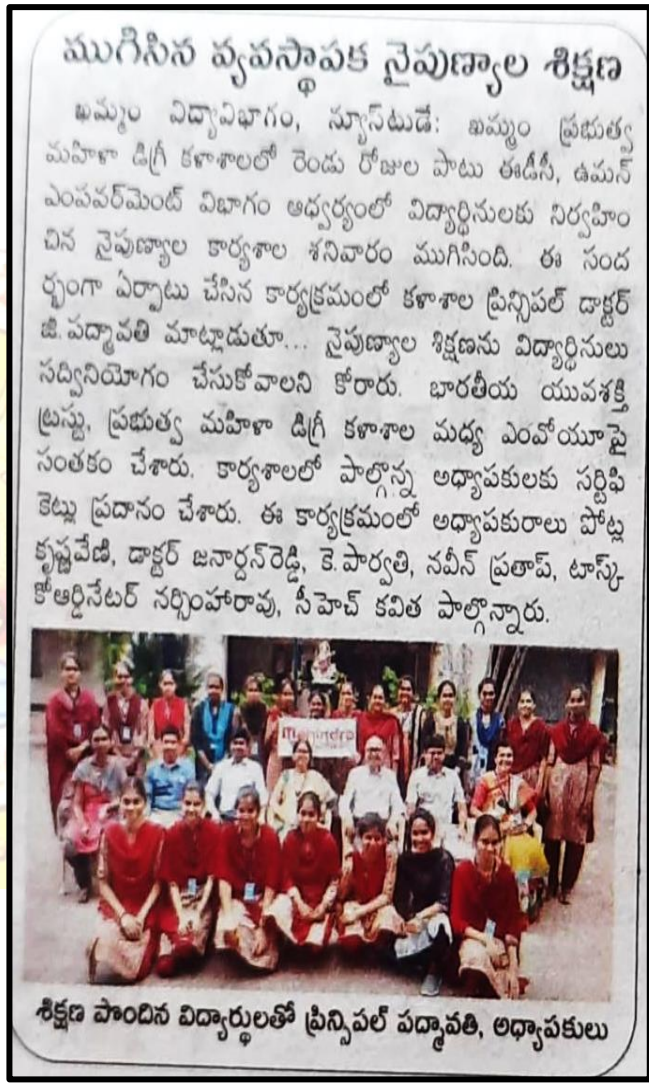 ముగిసిన వ్యవస్థాపక నైపుణ్యాల శిక్షణ
ఖమ్మం విద్యావిభాగం, న్యూస్‌టుడే: ఖమ్మం ప్రభుత్వ
మహిళా డిగ్రీ కళాశాలలో రెండు రోజుల పాటు ఈడీసీ, ఉమన్
ఎంపవర్‌మెంట్ విభాగం ఆధ్వర్యంలో విద్యార్థినులకు నిర్వహిం
చిన నైపుణ్యాల కార్యశాల శనివారం ముగిసింది. ఈ సంద
ర్భంగా ఏర్పాటు చేసిన కార్యక్రమంలో కళాశాల ప్రిన్సిపల్ డాక్టర్
జి.పద్మావతి మాట్లాడుతూ... నైపుణ్యాల శిక్షణను విద్యార్థినులు
సద్వినియోగం చేసుకోవాలని కోరారు. భారతీయ యువశక్తి
ట్రస్టు, ప్రభుత్వ మహిళా డిగ్రీ కళాశాల మధ్య ఎంవోయూపై
సంతకం చేశారు. కార్యశాలలో పాల్గొన్న అధ్యాపకులకు సర్టిఫి
కెట్లు ప్రదానం చేశారు. ఈ కార్యక్రమంలో అధ్యాపకురాలు పోట్ల
కృష్ణవేణి, డాక్టర్ జనార్దన్‌రెడ్డి, కె.పార్వతి, నవీన్ ప్రతాప్, టాస్క్
కోఆర్డినేటర్ నర్సింహారావు, సీహెచ్ కవిత పాల్గొన్నారు.
mahindra
శిక్షణ పొందిన విద్యార్థులతో ప్రిన్సిపల్ పద్మావతి, అధ్యాపకులు